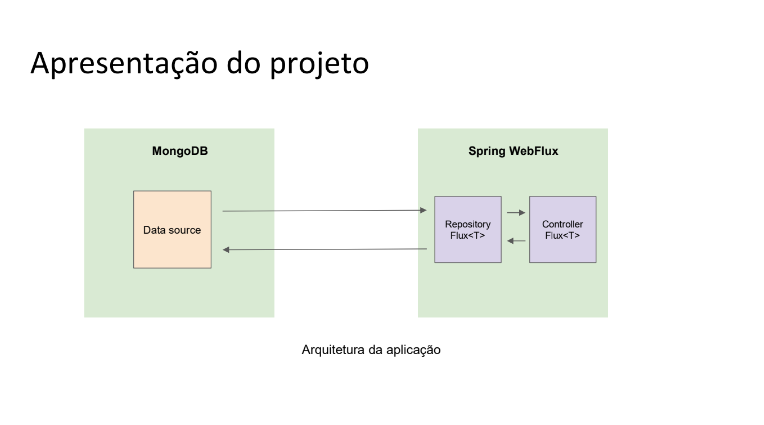 Apresentação do projeto
MongoDB
Data source
Spring WebFlux
Repository
Flux<T>
Controller
Flux<T>
Arquitetura da aplicação